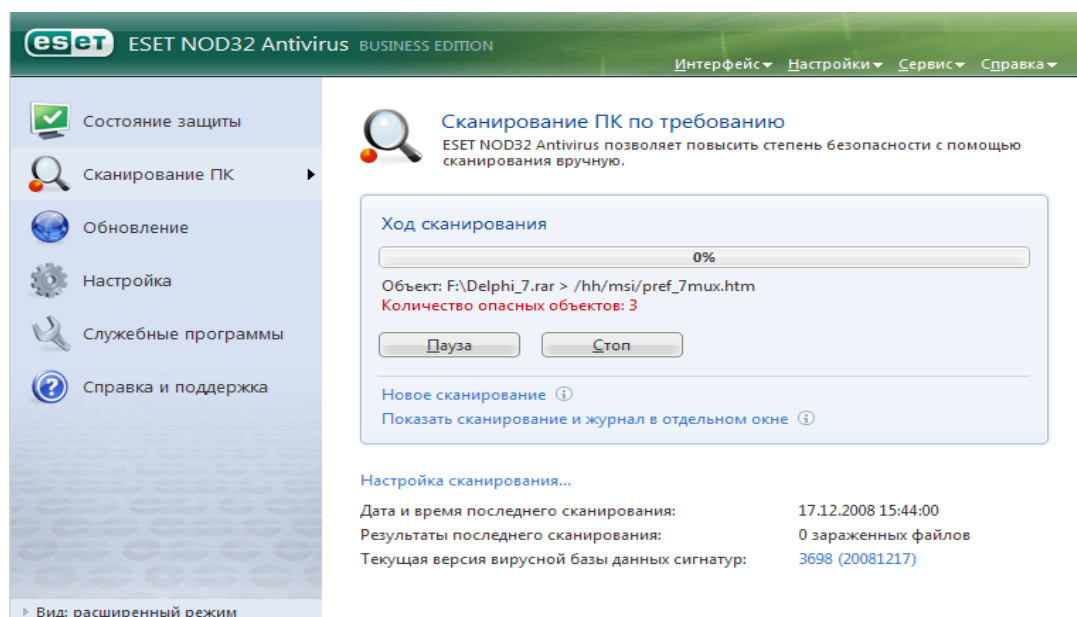 eset ESET NOD32 Antivirus BUSINESS EDITION
Интерфейс Настройки Сервис Справка
Состояние защиты
Сканирование ПК
Обновление
Настройка
Служебные программы
Справка и поддержка
Вид: расширенный режим
Сканирование ПК по требованию
ESET NOD32 Antivirus позволяет повысить степень безопасности с помощью
сканирования вручную.
Ход сканирования
0%
Объект: F:\Delphi_7.rar > /hh/msi/pref_7mux.htm
Количество опасных объектов: 3
Пауза Стоп
Новое сканирование
Показать сканирование и журнал в отдельном окне
Настройка сканирования...
Дата и время последнего сканирования: 17.12.2008 15:44:00
Результаты последнего сканирования: 0 зараженных файлов
Текущая версия вирусной базы данных сигнатур: 3698 (20081217)